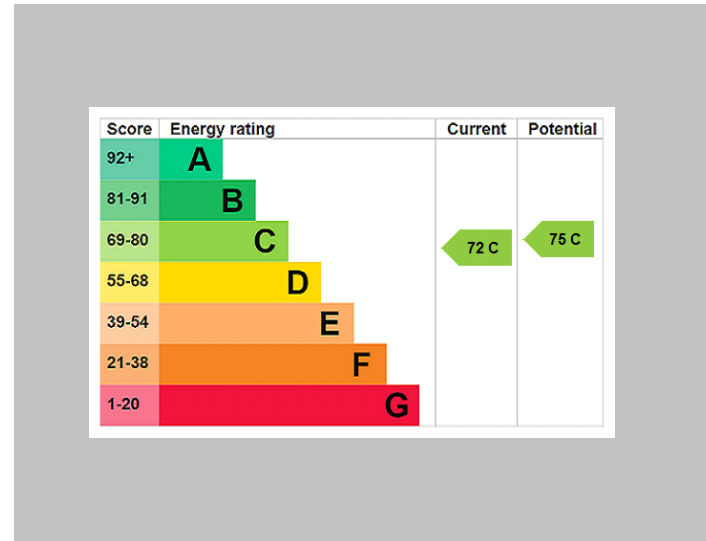 Score Energy rating Current Potential
92+ A
81-91 B
69-80 C 72 C 75 C
55-68 D
39-54 E
21-38 F
1-20 G